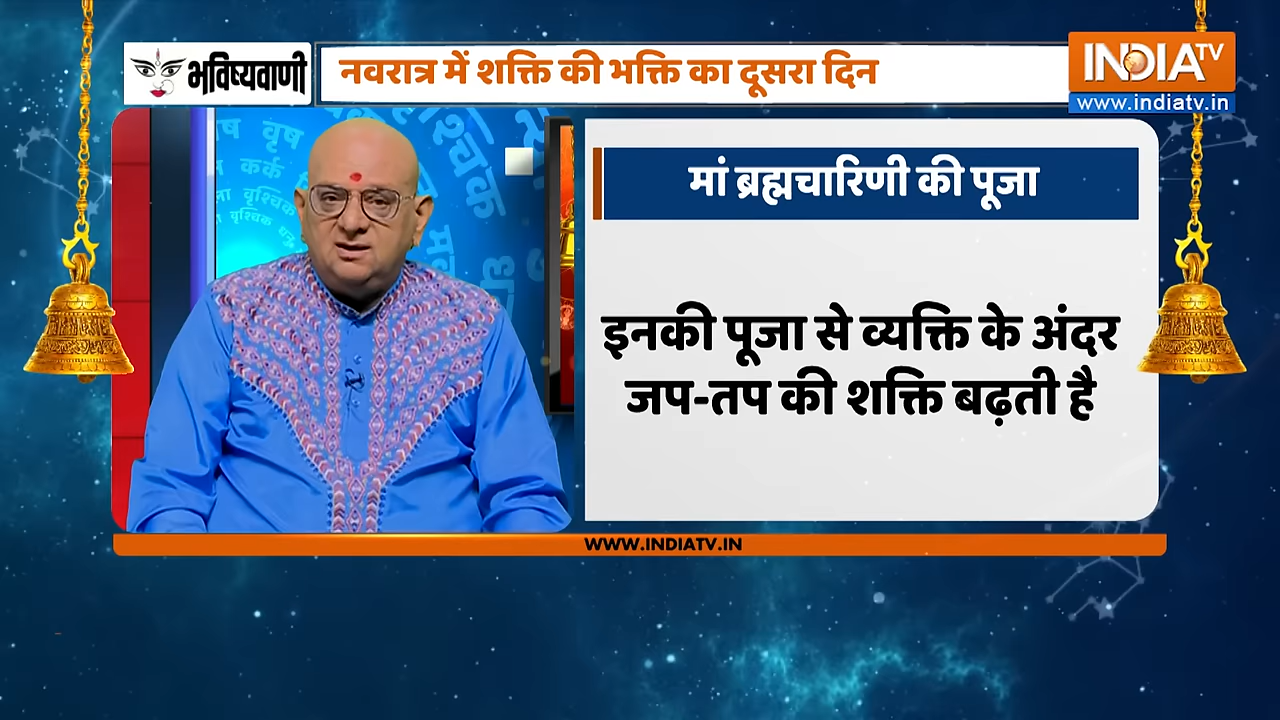 भविष्यवाणी
नवरात्र में शक्ति की भक्ति का दूसरा दिन
INDIA TV
www.indiatv.in
मां ब्रह्मचारिणी की पूजा
वृष
कर्क
वृश्चिक
वृश्चिक
इनकी पूजा से व्यक्ति के अंदर
जप-तप की शक्ति बढ़ती है
WWW.INDIATV.IN